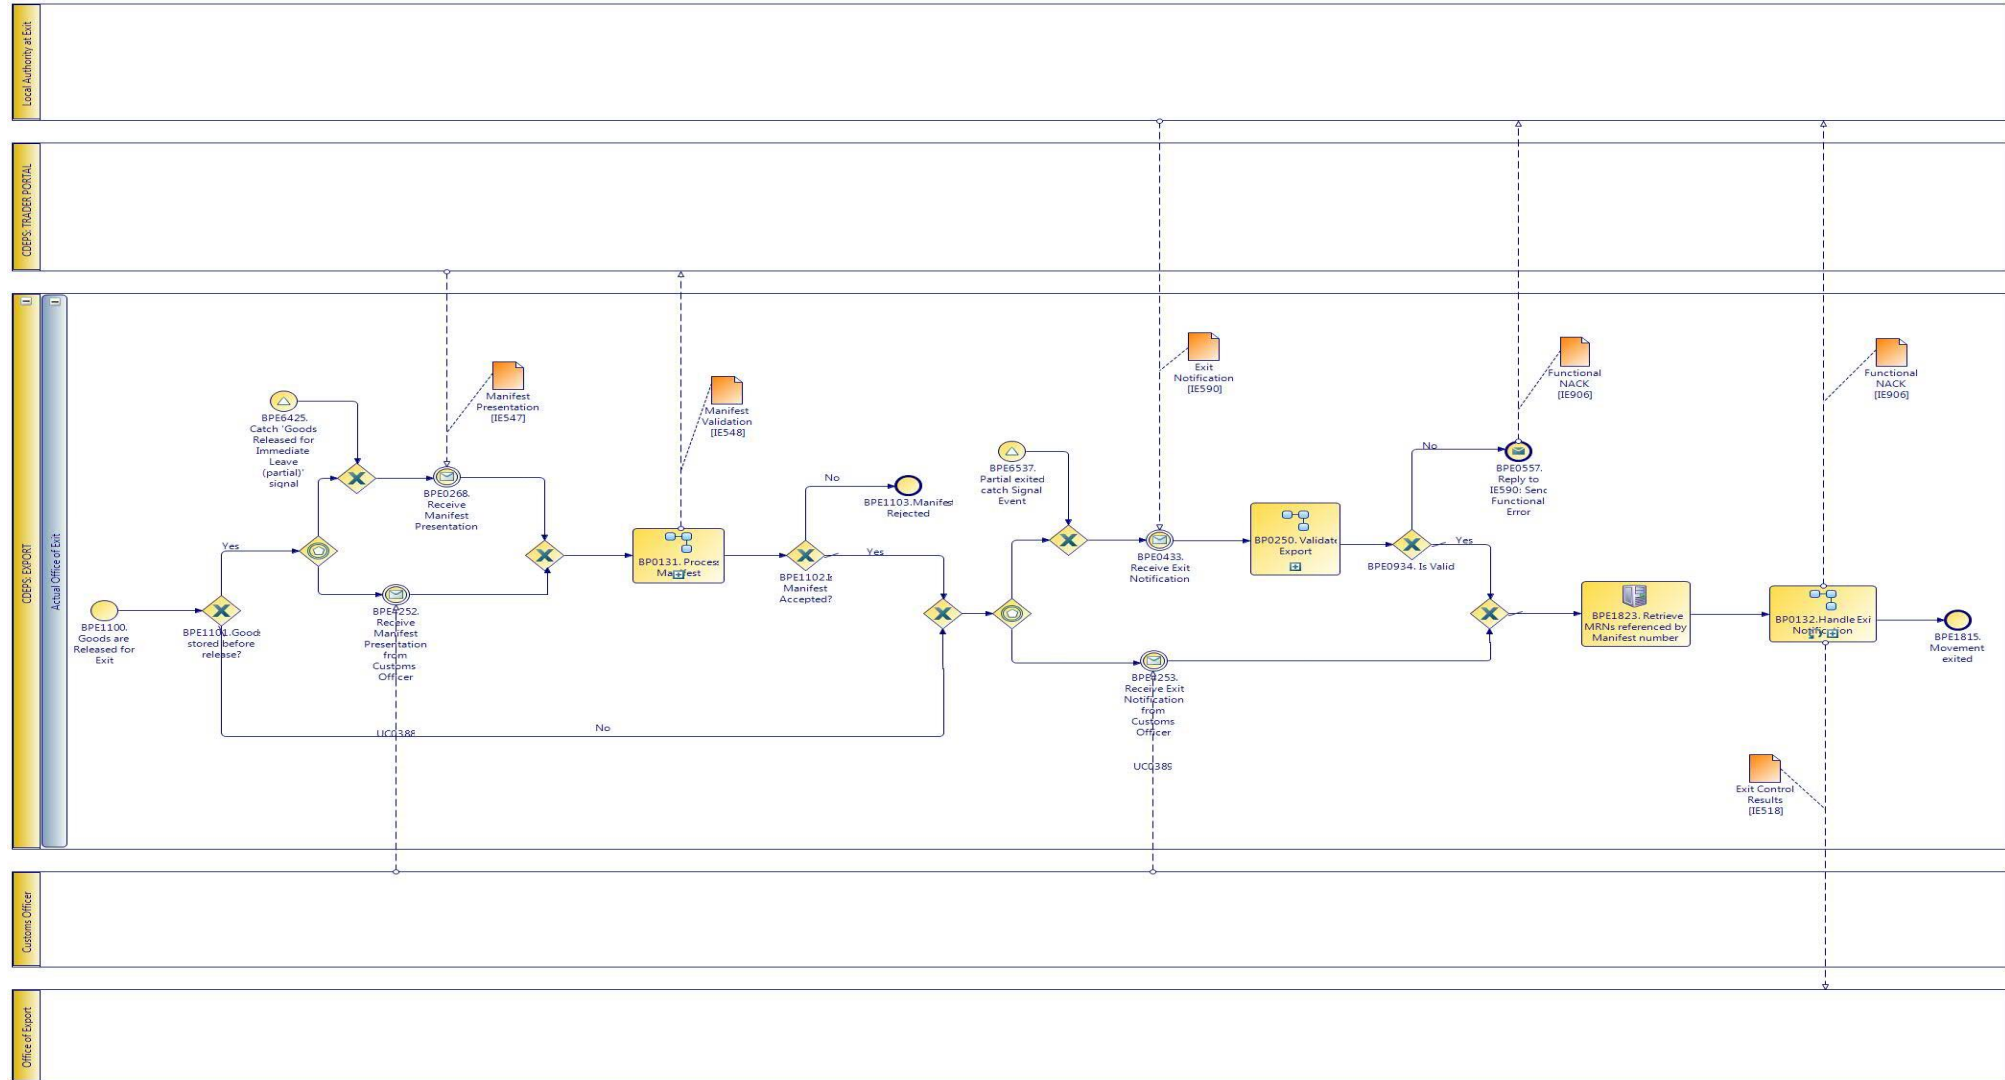 Local Authority at Exit
CDEPS: TRADER PORTAL
CDEPS: EXPORT
Actual Office of Exit
Customs Officer
Office of Export
BPE1100.
Goods are
Released for
Exit
BPE1101.Goods
stored before
release?
Yes
No
BPE6425.
Catch 'Goods
Released for
Immediate
Leave
(partial)'
signal
Manifest
Presentation
[IE547]
BPE0268.
Receive
Manifest
Presentation
BPE4252.
Receive
Manifest
Presentation
from
Customs
Officer
UC0388
Manifest
Validation
[IE548]
BP0131. Process
Manifest
BPE1102.Is
Manifest
Accepted?
No
BPE1103.Manifest
Rejected
Yes
BPE6537.
Partial exited
catch Signal
Event
Exit
Notification
[IE590]
BPE0433.
Receive Exit
Notification
BPE4253.
Receive Exit
Notification
from
Customs
Officer
UC0389
BP0250. Validate
Export
BPE0934. Is Valid
No
Yes
Functional
NACK
[IE906]
BPE0557.
Reply to
IE590: Send
Functional
Error
BPE1823. Retrieve
MRNs referenced by
Manifest number
Functional
NACK
[IE906]
BP0132.Handle Exi
Notification
Exit Control
Results
[IE518]
BPE1815.
Movement
exited